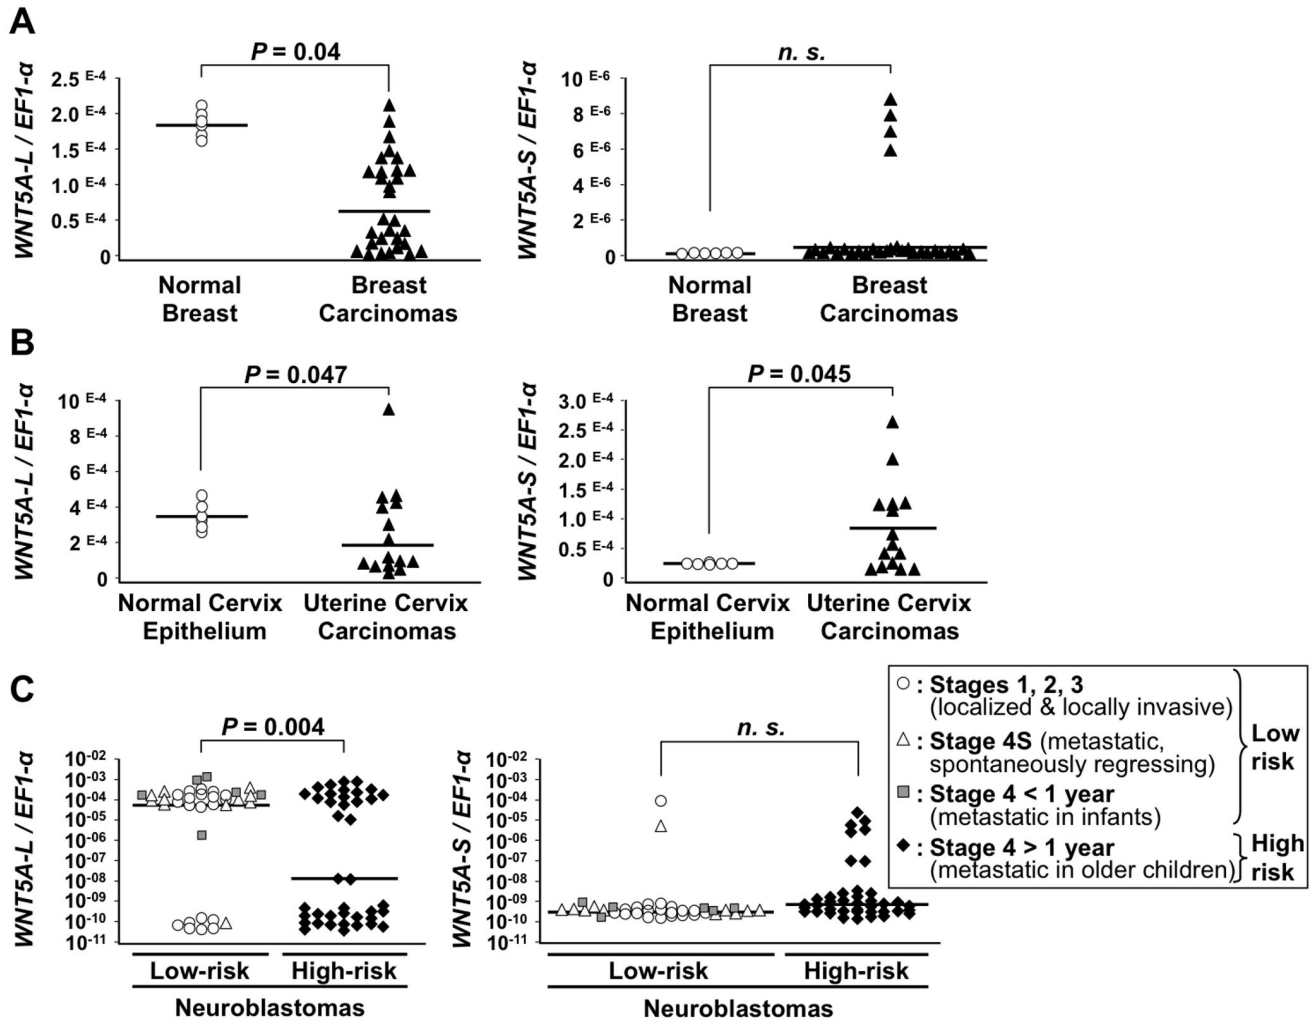 A
P = 0.04
n. s.
WNT5A-L / EF1-α
2.5 E-4
2.0 E-4
1.5 E-4
1.0 E-4
0.5 E-4
0
Normal
Breast
Breast
Carcinomas
WNT5A-S / EF1-α
10 E-6
8 E-6
6 E-6
4 E-6
2 E-6
0
Normal
Breast
Breast
Carcinomas
B
P = 0.047
P = 0.045
WNT5A-L / EF1-α
10 E-4
8 E-4
6 E-4
4 E-4
2 E-4
0
Normal Cervix
Epithelium
Uterine Cervix
Carcinomas
WNT5A-S / EF1-α
3.0 E-4
2.5 E-4
2.0 E-4
1.5 E-4
1.0 E-4
0.5 E-4
0
Normal Cervix
Epithelium
Uterine Cervix
Carcinomas
C
P = 0.004
n. s.
WNT5A-L / EF1-α
10-02
10-03
10-04
10-05
10-06
10-07
10-08
10-09
10-10
10-11
Low-risk
High-risk
Neuroblastomas
WNT5A-S / EF1-α
10-02
10-03
10-04
10-05
10-06
10-07
10-08
10-09
10-10
10-11
Low-risk
High-risk
Neuroblastomas
: Stages 1, 2, 3
(localized & locally invasive)
: Stage 4S (metastatic,
spontaneously regressing)
: Stage 4 < 1 year
(metastatic in infants)
Low
risk
: Stage 4 > 1 year
(metastatic in older children)
High
risk